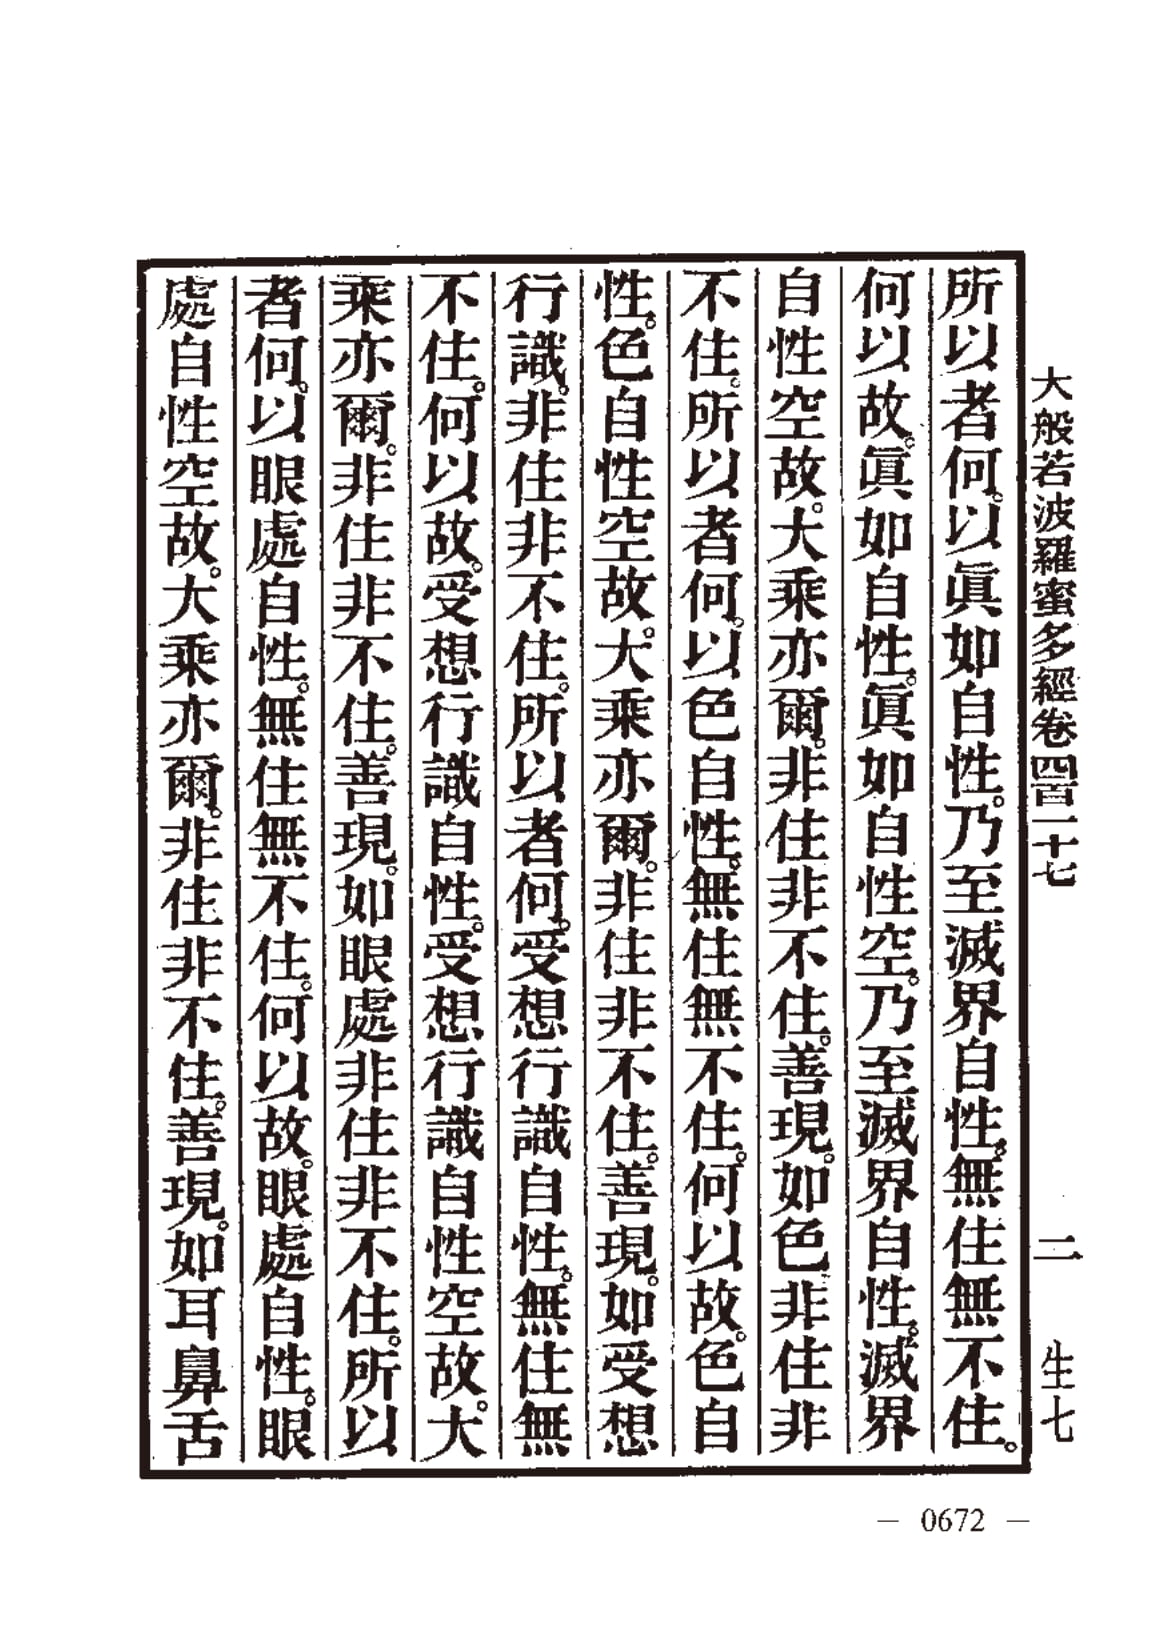 大般若波羅蜜多經卷四百一十七 二 生七
所以者何。以眞如自性。乃至滅界自性。無住無不住。
何以故。眞如自性。眞如自性空。乃至滅界自性。滅界
自性空故。大乘亦爾。非住非不住。善現。如色非住非
不住。所以者何。以色自性。無住無不住。何以故。色自
性。色自性空故。大乘亦爾。非住非不住。善現。如受想
行識。非住非不住。所以者何。受想行識自性。無住無
不住。何以故。受想行識自性。受想行識自性空故。大
乘亦爾。非住非不住。善現。如眼處非住非不住。所以
者何。以眼處自性。無住無不住。何以故。眼處自性。眼
處自性空故。大乘亦爾。非住非不住。善現。如耳鼻舌
— 0672 —